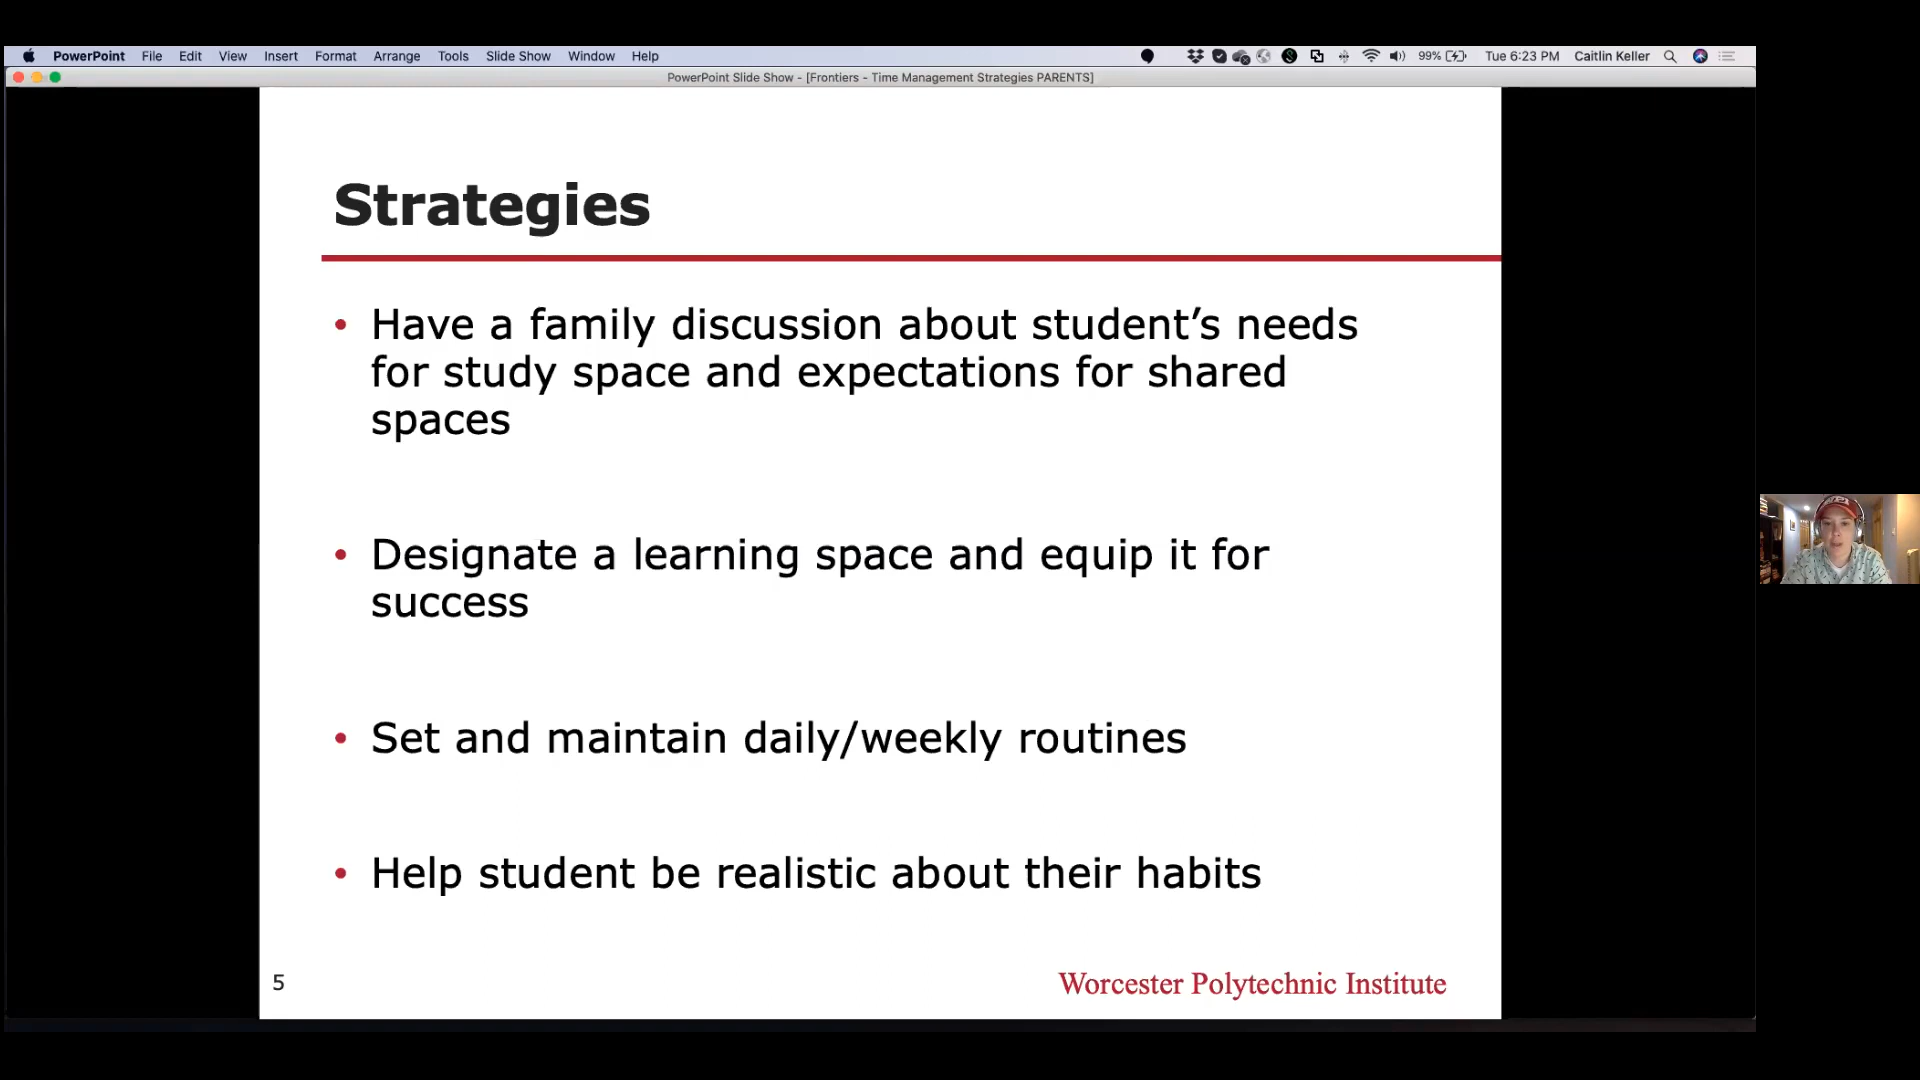 PowerPoint File Edit View Insert Format Arrange Tools Slide Show Window Help 99% Tue 6:23 PM Caitlin Keller
PowerPoint Slide Show - [Frontiers - Time Management Strategies PARENTS]
Strategies
• Have a family discussion about student’s needs
for study space and expectations for shared
spaces
• Designate a learning space and equip it for
success
• Set and maintain daily/weekly routines
• Help student be realistic about their habits
5
Worcester Polytechnic Institute